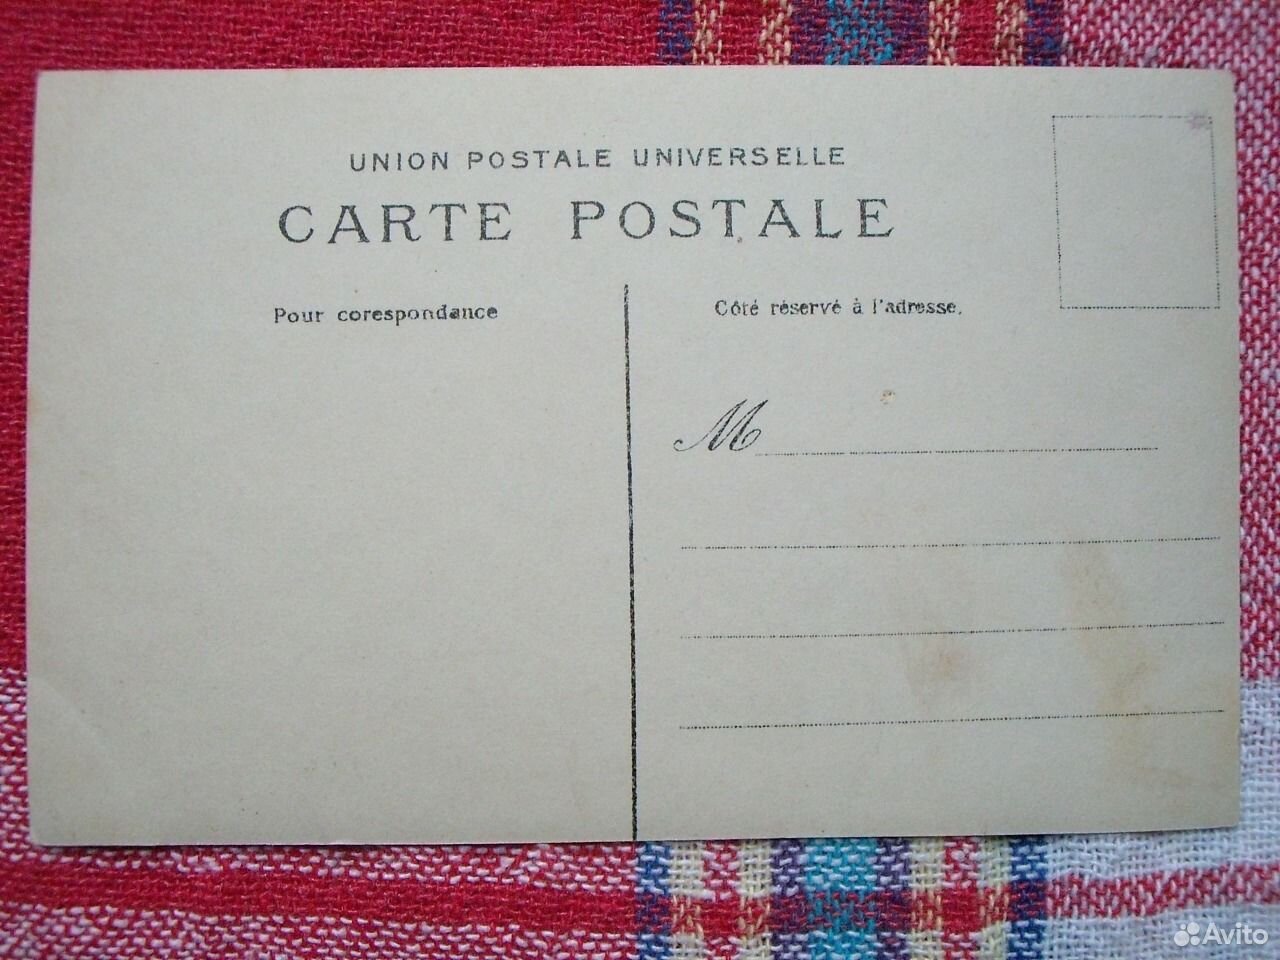 UNION POSTALE UNIVERSELLE
CARTE POSTALE
Pour corespondance
Côté réservé à l'adresse.
M
Avito